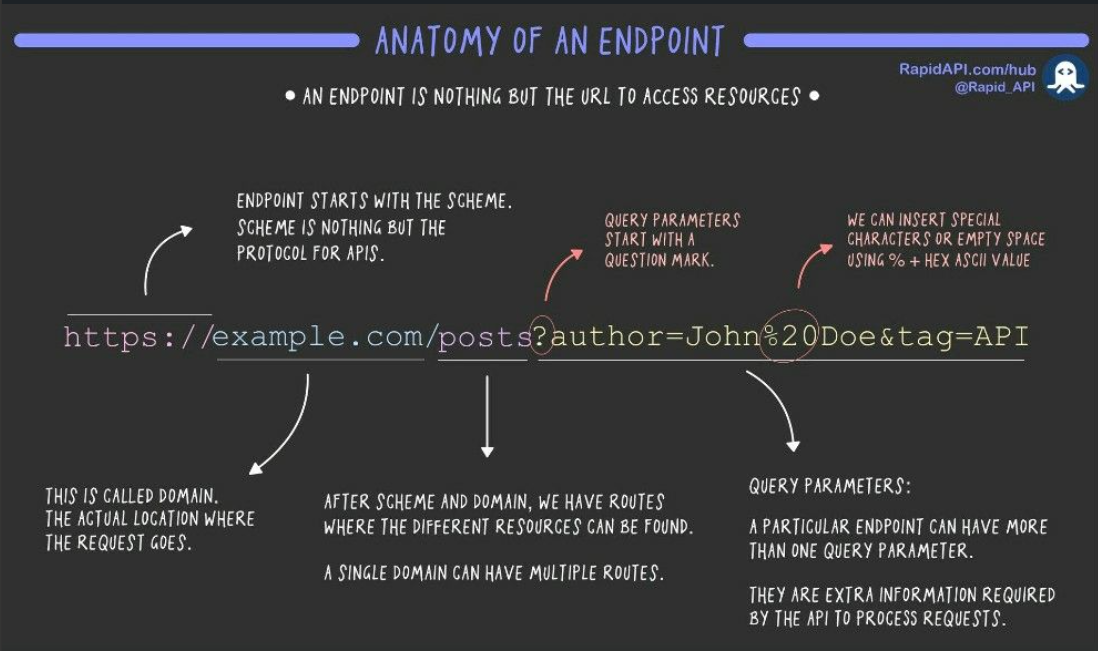 ANATOMY OF AN ENDPOINT
RapidAPI.com/hub
@Rapid_API
• AN ENDPOINT IS NOTHING BUT THE URL TO ACCESS RESOURCES •
ENDPOINT STARTS WITH THE SCHEME.
SCHEME IS NOTHING BUT THE
PROTOCOL FOR APIS.
QUERY PARAMETERS
START WITH A
QUESTION MARK.
WE CAN INSERT SPECIAL
CHARACTERS OR EMPTY SPACE
USING % + HEX ASCII VALUE
https://example.com/posts?author=John%20Doe&tag=API
THIS IS CALLED DOMAIN.
THE ACTUAL LOCATION WHERE
THE REQUEST GOES.
AFTER SCHEME AND DOMAIN, WE HAVE ROUTES
WHERE THE DIFFERENT RESOURCES CAN BE FOUND.
A SINGLE DOMAIN CAN HAVE MULTIPLE ROUTES.
QUERY PARAMETERS:
A PARTICULAR ENDPOINT CAN HAVE MORE
THAN ONE QUERY PARAMETER.
THEY ARE EXTRA INFORMATION REQUIRED
BY THE API TO PROCESS REQUESTS.